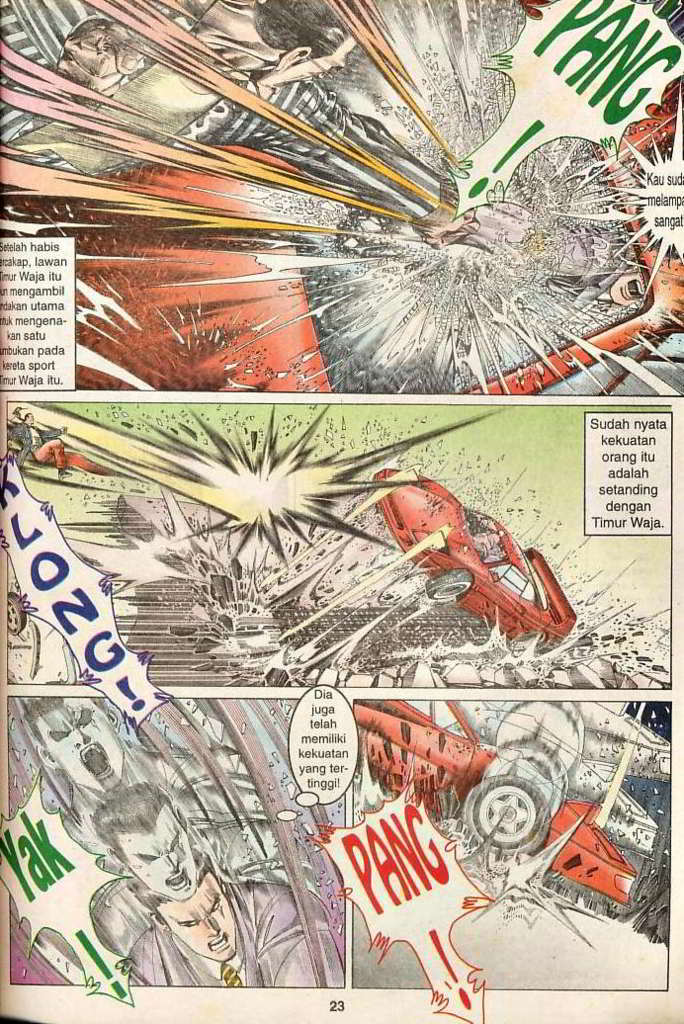 PANG
!
Kau suda
melampa
sangat
Setelah habis
ercakap, lawan
Timur Waja itu
un mengambil
ndakan utama
tuk mengena-
kan satu
umbukan pada
kereta sport
Timur Waja itu.
Sudah nyata
kekuatan
orang itu
adalah
setanding
dengan
Timur Waja.
KLONG!
Dia
juga
telah
memiliki
kekuatan
yang ter-
tinggi!
Yak
!
PANG
!
23